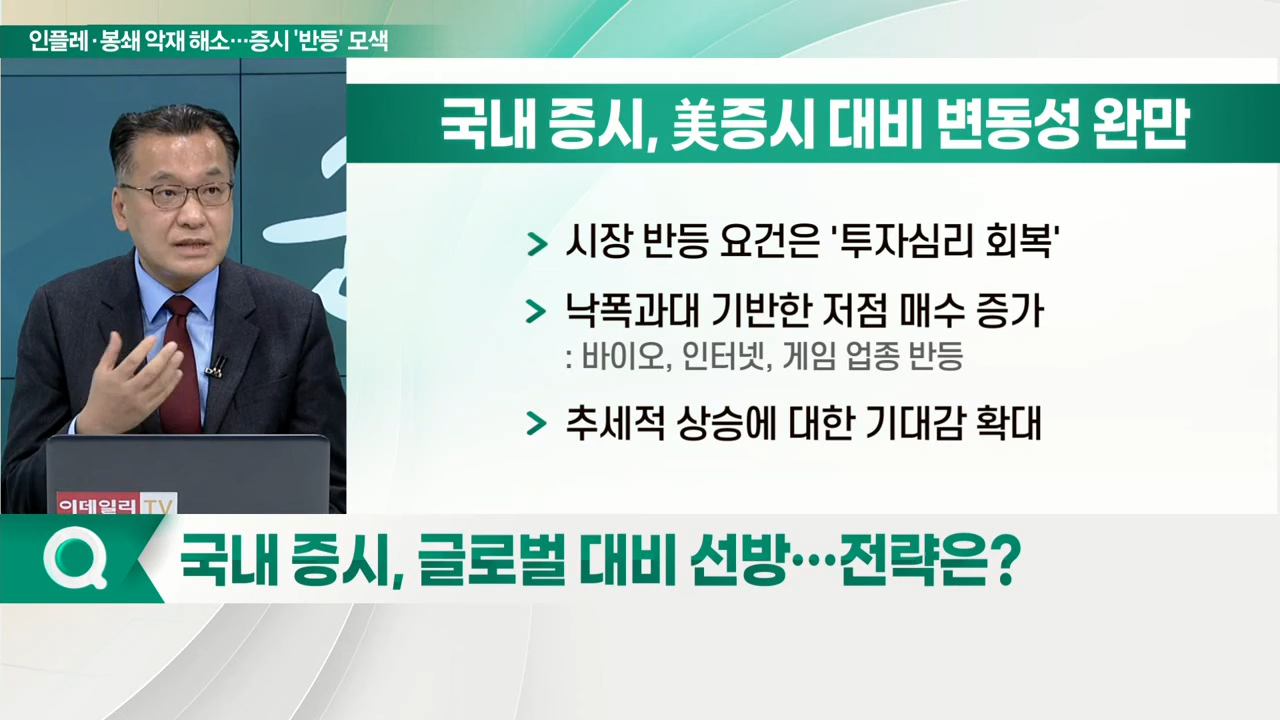 인플레·봉쇄 악재 해소…증시 '반등' 모색
국내 증시, 美증시 대비 변동성 완만
> 시장 반등 요건은 '투자심리 회복'
> 낙폭과대 기반한 저점 매수 증가
: 바이오, 인터넷, 게임 업종 반등
> 추세적 상승에 대한 기대감 확대
이데일리 TV
Q 국내 증시, 글로벌 대비 선방…전략은?